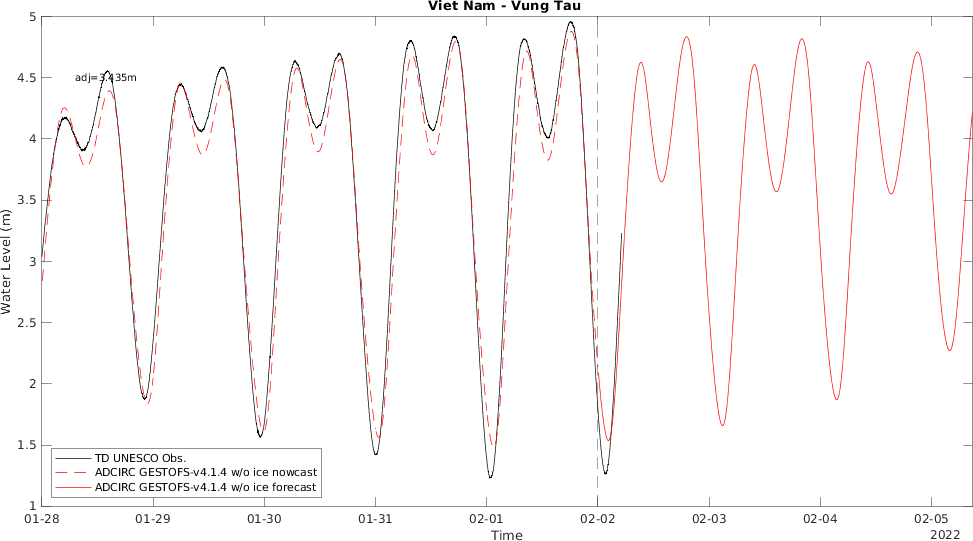 Viet Nam - Vung Tau
5
4.5
4
3.5
3
2.5
2
1.5
1
Water Level (m)
adj=3.435m
TD UNESCO Obs.
ADCIRC GESTOFS-v4.1.4 w/o ice nowcast
ADCIRC GESTOFS-v4.1.4 w/o ice forecast
01-28 01-29 01-30 01-31 02-01 02-02 02-03 02-04 02-05
Time
2022